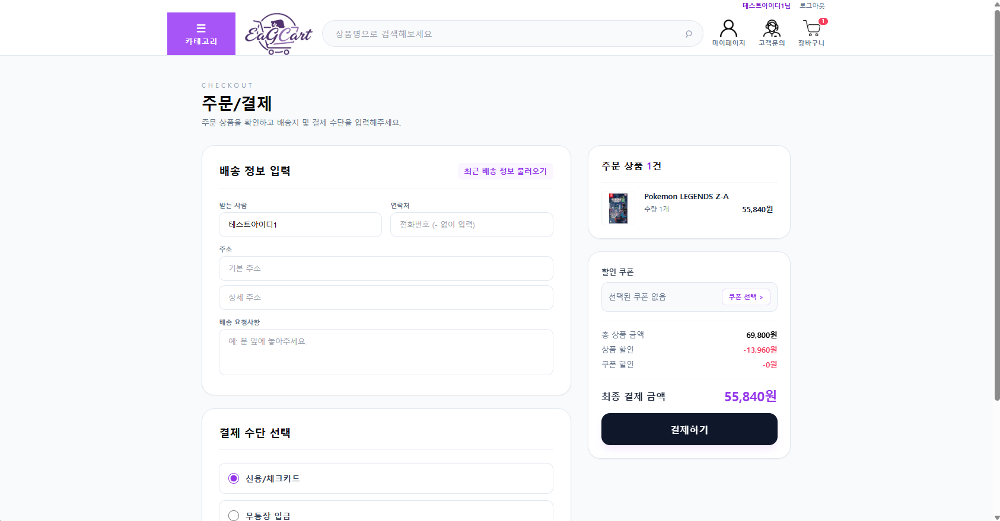 테스트아이디1님 로그아웃
카테고리
EaGCart
상품명으로 검색해보세요
마이페이지
고객문의
1
장바구니
CHECKOUT
주문/결제
주문 상품을 확인하고 배송지 및 결제 수단을 입력해주세요.
배송 정보 입력
최근 배송 정보 불러오기
받는 사람
테스트아이디1
연락처
전화번호 (- 없이 입력)
주소
기본 주소
상세 주소
배송 요청사항
예: 문 앞에 놓아주세요.
결제 수단 선택
신용/체크카드
무통장 입금
주문 상품 1건
Pokemon LEGENDS Z-A
수량 1개 55,840원
할인 쿠폰
선택된 쿠폰 없음
쿠폰 선택 >
총 상품 금액 69,800원
상품 할인 -13,960원
쿠폰 할인 -0원
최종 결제 금액 55,840원
결제하기